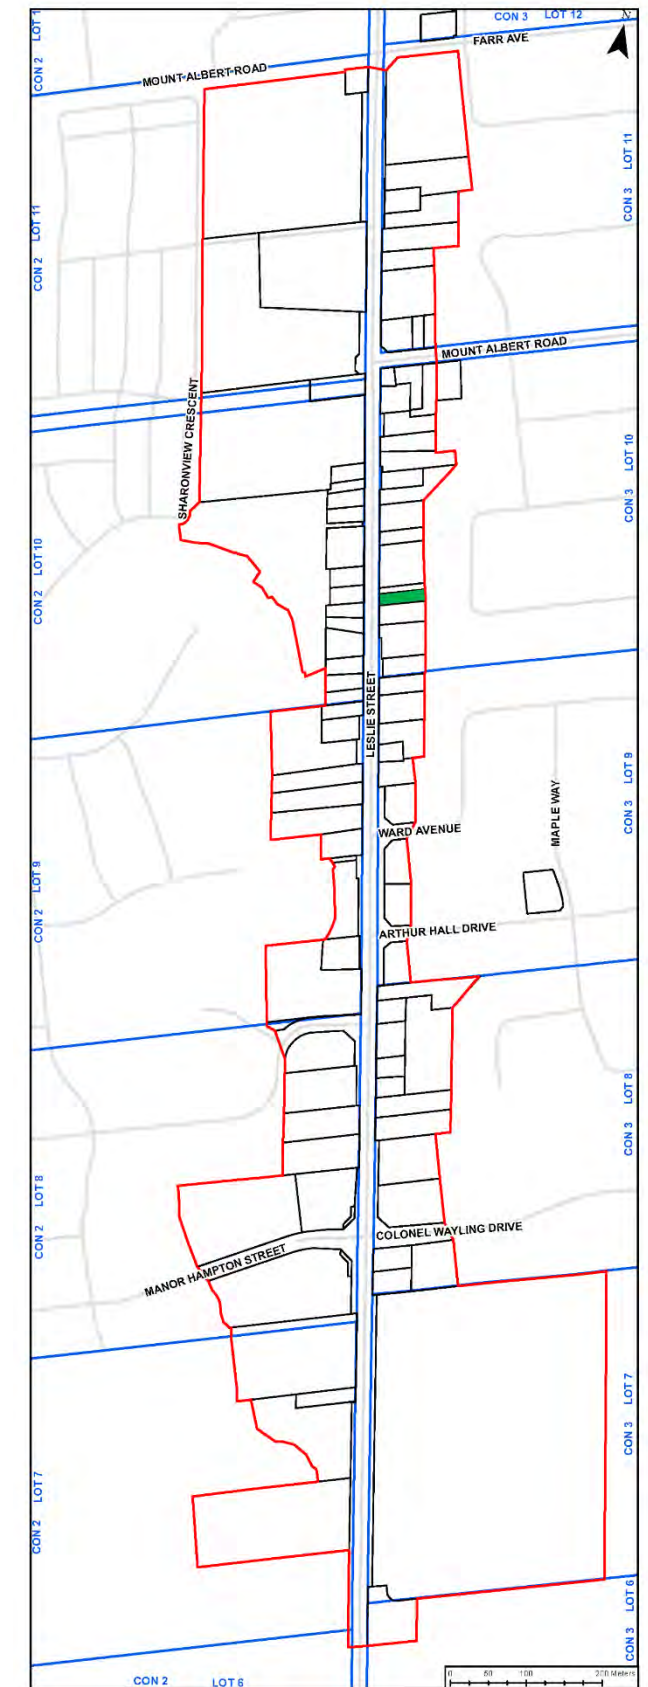 CON 3 LOT 12
N
FARR AVE
CON 2 LOT 1
MOUNT ALBERT ROAD
CON 3 LOT 11
CON 2 LOT 11
MOUNT ALBERT ROAD
SHARONVIEW CRESCENT
CON 3 LOT 10
CON 2 LOT 10
LESLIE STREET
CON 3 LOT 9
MAPLE WAY
WARD AVENUE
CON 2 LOT 9
ARTHUR HALL DRIVE
CON 3 LOT 8
CON 2 LOT 8
COLONEL WAYLING DRIVE
MANOR HAMPTON STREET
CON 3 LOT 7
CON 2 LOT 7
CON 3 LOT 6
CON 2 LOT 6
0 50 100 200 Meters